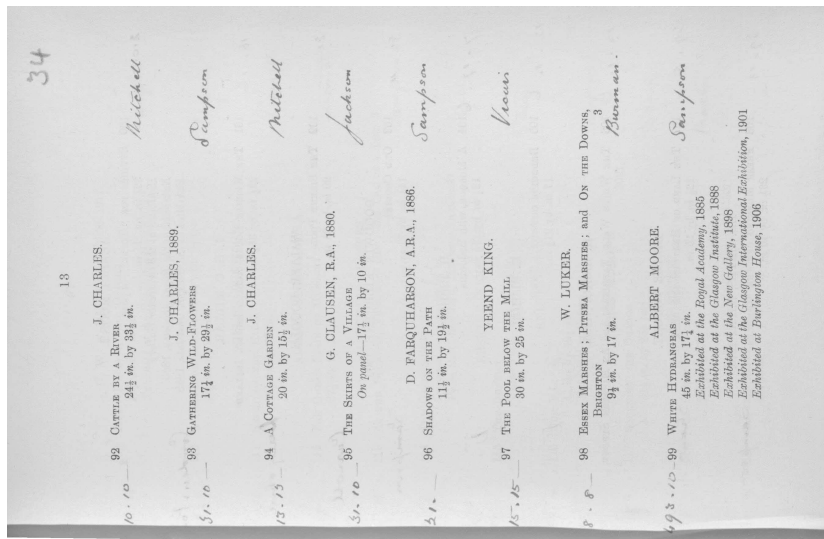 34
13
J. CHARLES.
10.10 — 92 CATTLE BY A RIVER Mitchell
24½ in. by 33½ in.
J. CHARLES, 1889.
31.10 — 93 GATHERING WILD-FLOWERS Sampson
17¼ in. by 29½ in.
J. CHARLES.
94 A COTTAGE GARDEN Mitchell
20 in. by 15½ in.
G. CLAUSEN, R.A., 1880.
31.10 — 95 THE SKIRTS OF A VILLAGE Jackson
On panel—17½ in. by 10 in.
D. FARQUHARSON, A.R.A., 1886.
21. — 96 SHADOWS ON THE PATH Sampson
11½ in. by 19½ in.
YEEND KING.
15.15 — 97 THE POOL BELOW THE MILL
30 in. by 25 in.
W. LUKER.
8.8 — 98 ESSEX MARSHES; PITSEA MARSHES; and ON THE DOWNS,
BRIGHTON 3
9½ in. by 17 in. Burman.
ALBERT MOORE.
493.10 — 99 WHITE HYDRANGEAS Sampson
45 in. by 17½ in.
Exhibited at the Royal Academy, 1885
Exhibited at the Glasgow Institute, 1888
Exhibited at the New Gallery, 1898
Exhibited at the Glasgow International Exhibition, 1901
Exhibited at Burlington House, 1906